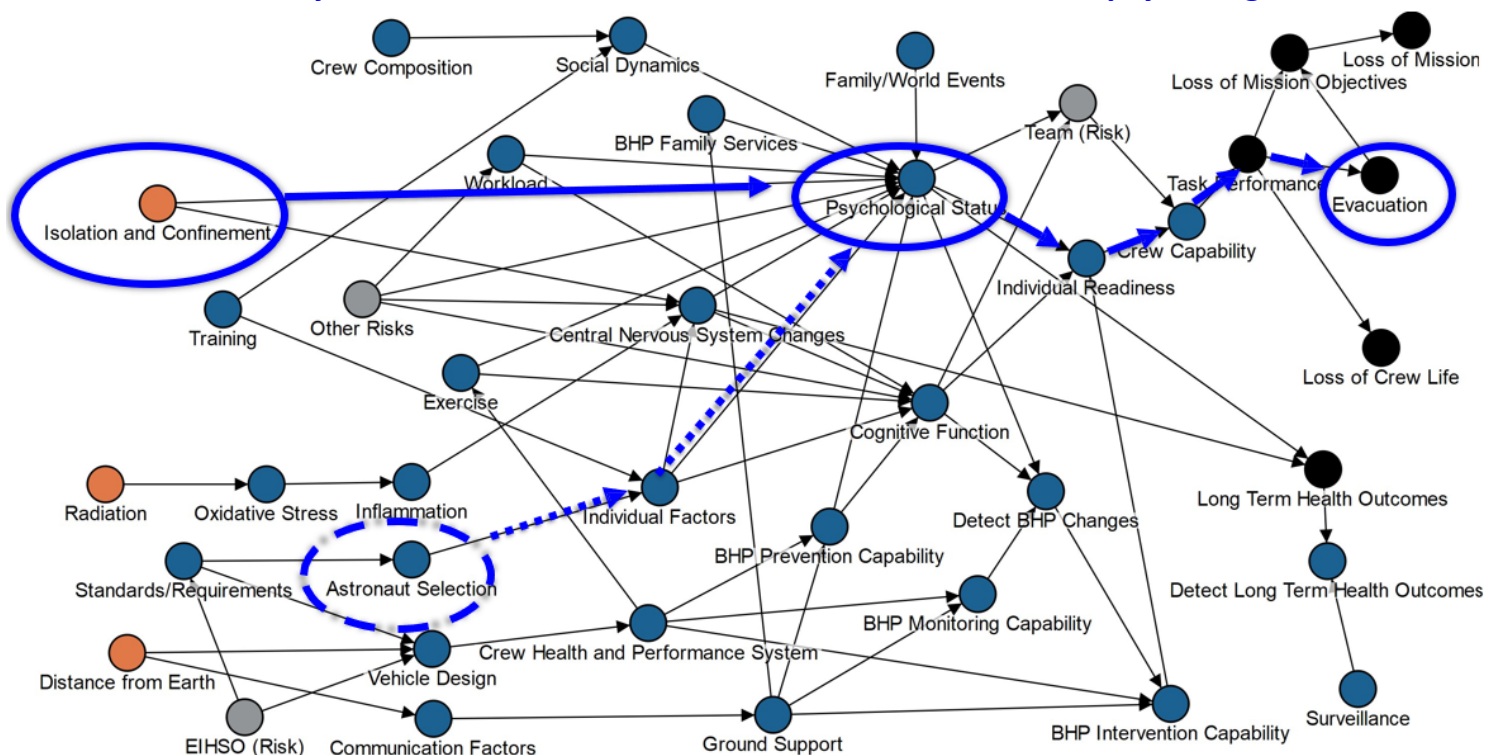 Crew Composition
Social Dynamics
Family/World Events
Loss of Mission
Loss of Mission Objectives
BHP Family Services
Team (Risk)
Workload
Task Performance
Isolation and Confinement
Psychological Status
Evacuation
Crew Capability
Individual Readiness
Training
Other Risks
Central Nervous System Changes
Loss of Crew Life
Exercise
Cognitive Function
Long Term Health Outcomes
Radiation
Oxidative Stress
Inflammation
Individual Factors
Detect BHP Changes
BHP Prevention Capability
Standards/Requirements
Astronaut Selection
Detect Long Term Health Outcomes
BHP Monitoring Capability
Crew Health and Performance System
Distance from Earth
Vehicle Design
Surveillance
BHP Intervention Capability
EIHSO (Risk)
Communication Factors
Ground Support